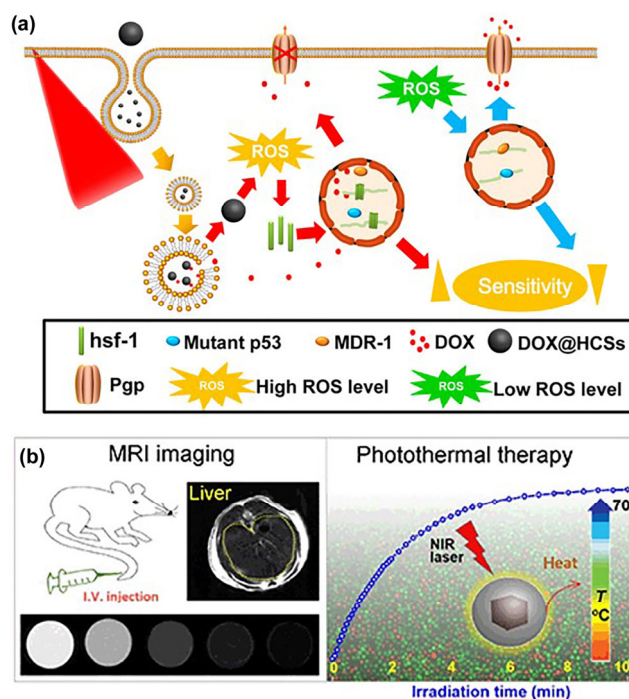 (a)
ROS
ROS
Sensitivity
hsf-1 Mutant p53 MDR-1 DOX DOX@HCSs
Pgp ROS High ROS level ROS Low ROS level
(b) MRI imaging Photothermal therapy
Liver
I.V. injection
NIR
laser
Heat
70
T
ºC
0 2 4 6 8 10
Irradiation time (min)